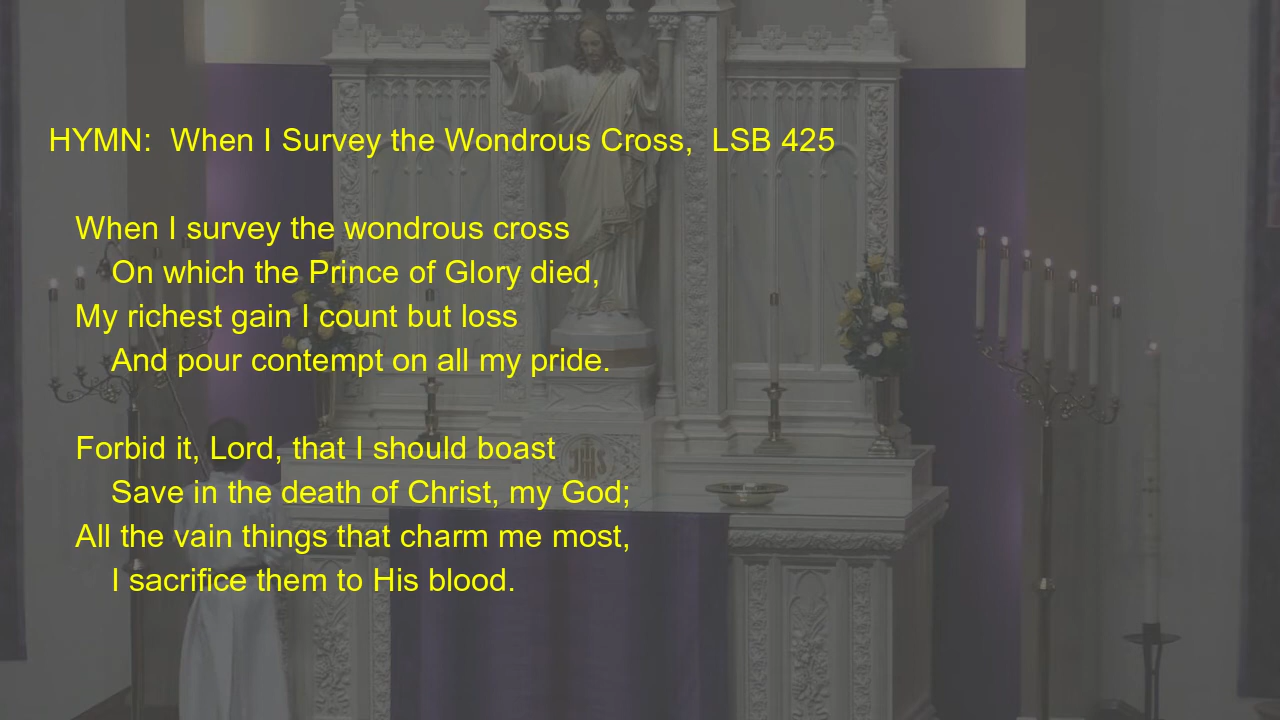 HYMN:  When I Survey the Wondrous Cross,  LSB 425
When I survey the wondrous cross
On which the Prince of Glory died,
My richest gain I count but loss
And pour contempt on all my pride.
Forbid it, Lord, that I should boast
Save in the death of Christ, my God;
All the vain things that charm me most,
I sacrifice them to His blood.
IHS